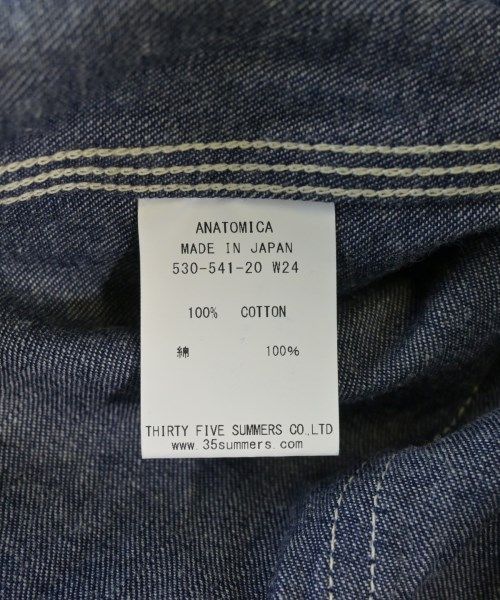 ANATOMICA
MADE IN JAPAN
530-541-20 W24
100% COTTON
綿 100%
THIRTY FIVE SUMMERS CO.,LTD
www.35summers.com